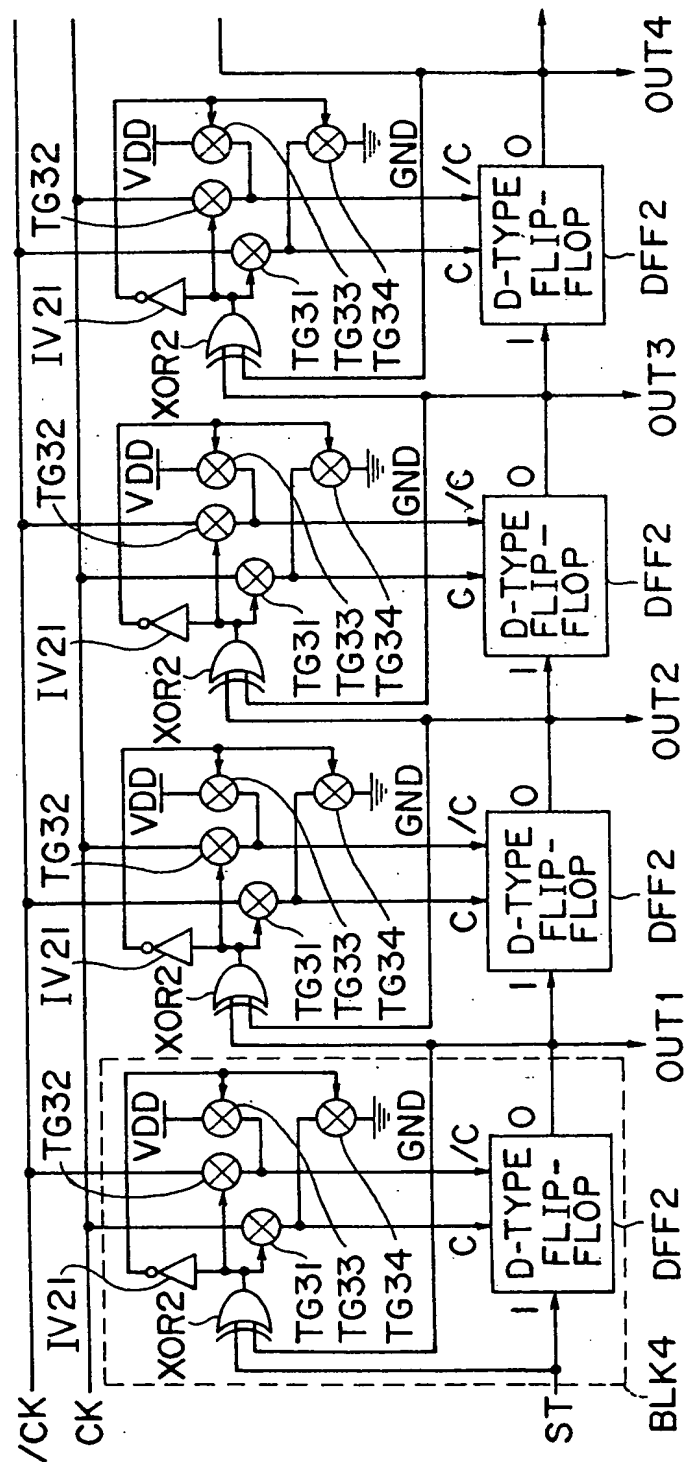 /CK
CK
IV21
TG32
IV21
TG32
IV21
TG32
IV21
TG32
VDD
VDD
VDD
VDD
XOR2
XOR2
XOR2
XOR2
TG31
TG33
TG34
TG31
TG33
TG34
TG31
TG33
TG34
TG31
TG33
TG34
GND
GND
GND
GND
C
/C
C
/C
C
/C
C
/C
I
O
I
O
I
O
I
O
D-TYPE
FLIP-
FLOP
D-TYPE
FLIP-
FLOP
D-TYPE
FLIP-
FLOP
D-TYPE
FLIP-
FLOP
ST
BLK4
DFF2
OUT1
DFF2
OUT2
DFF2
OUT3
DFF2
OUT4